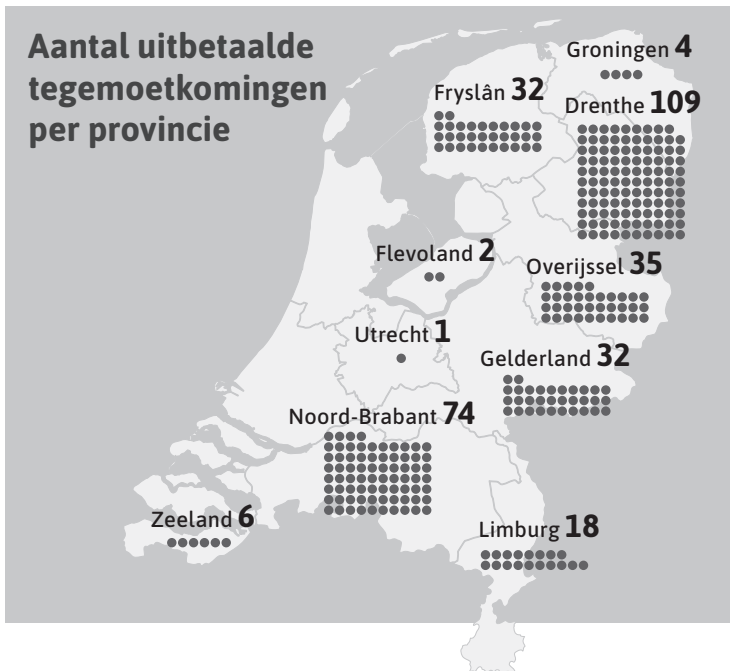 Aantal uitbetaalde
tegemoetkomingen
per provincie
Groningen 4
Fryslân 32
Drenthe 109
Flevoland 2
Overijssel 35
Utrecht 1
Gelderland 32
Noord-Brabant 74
Zeeland 6
Limburg 18